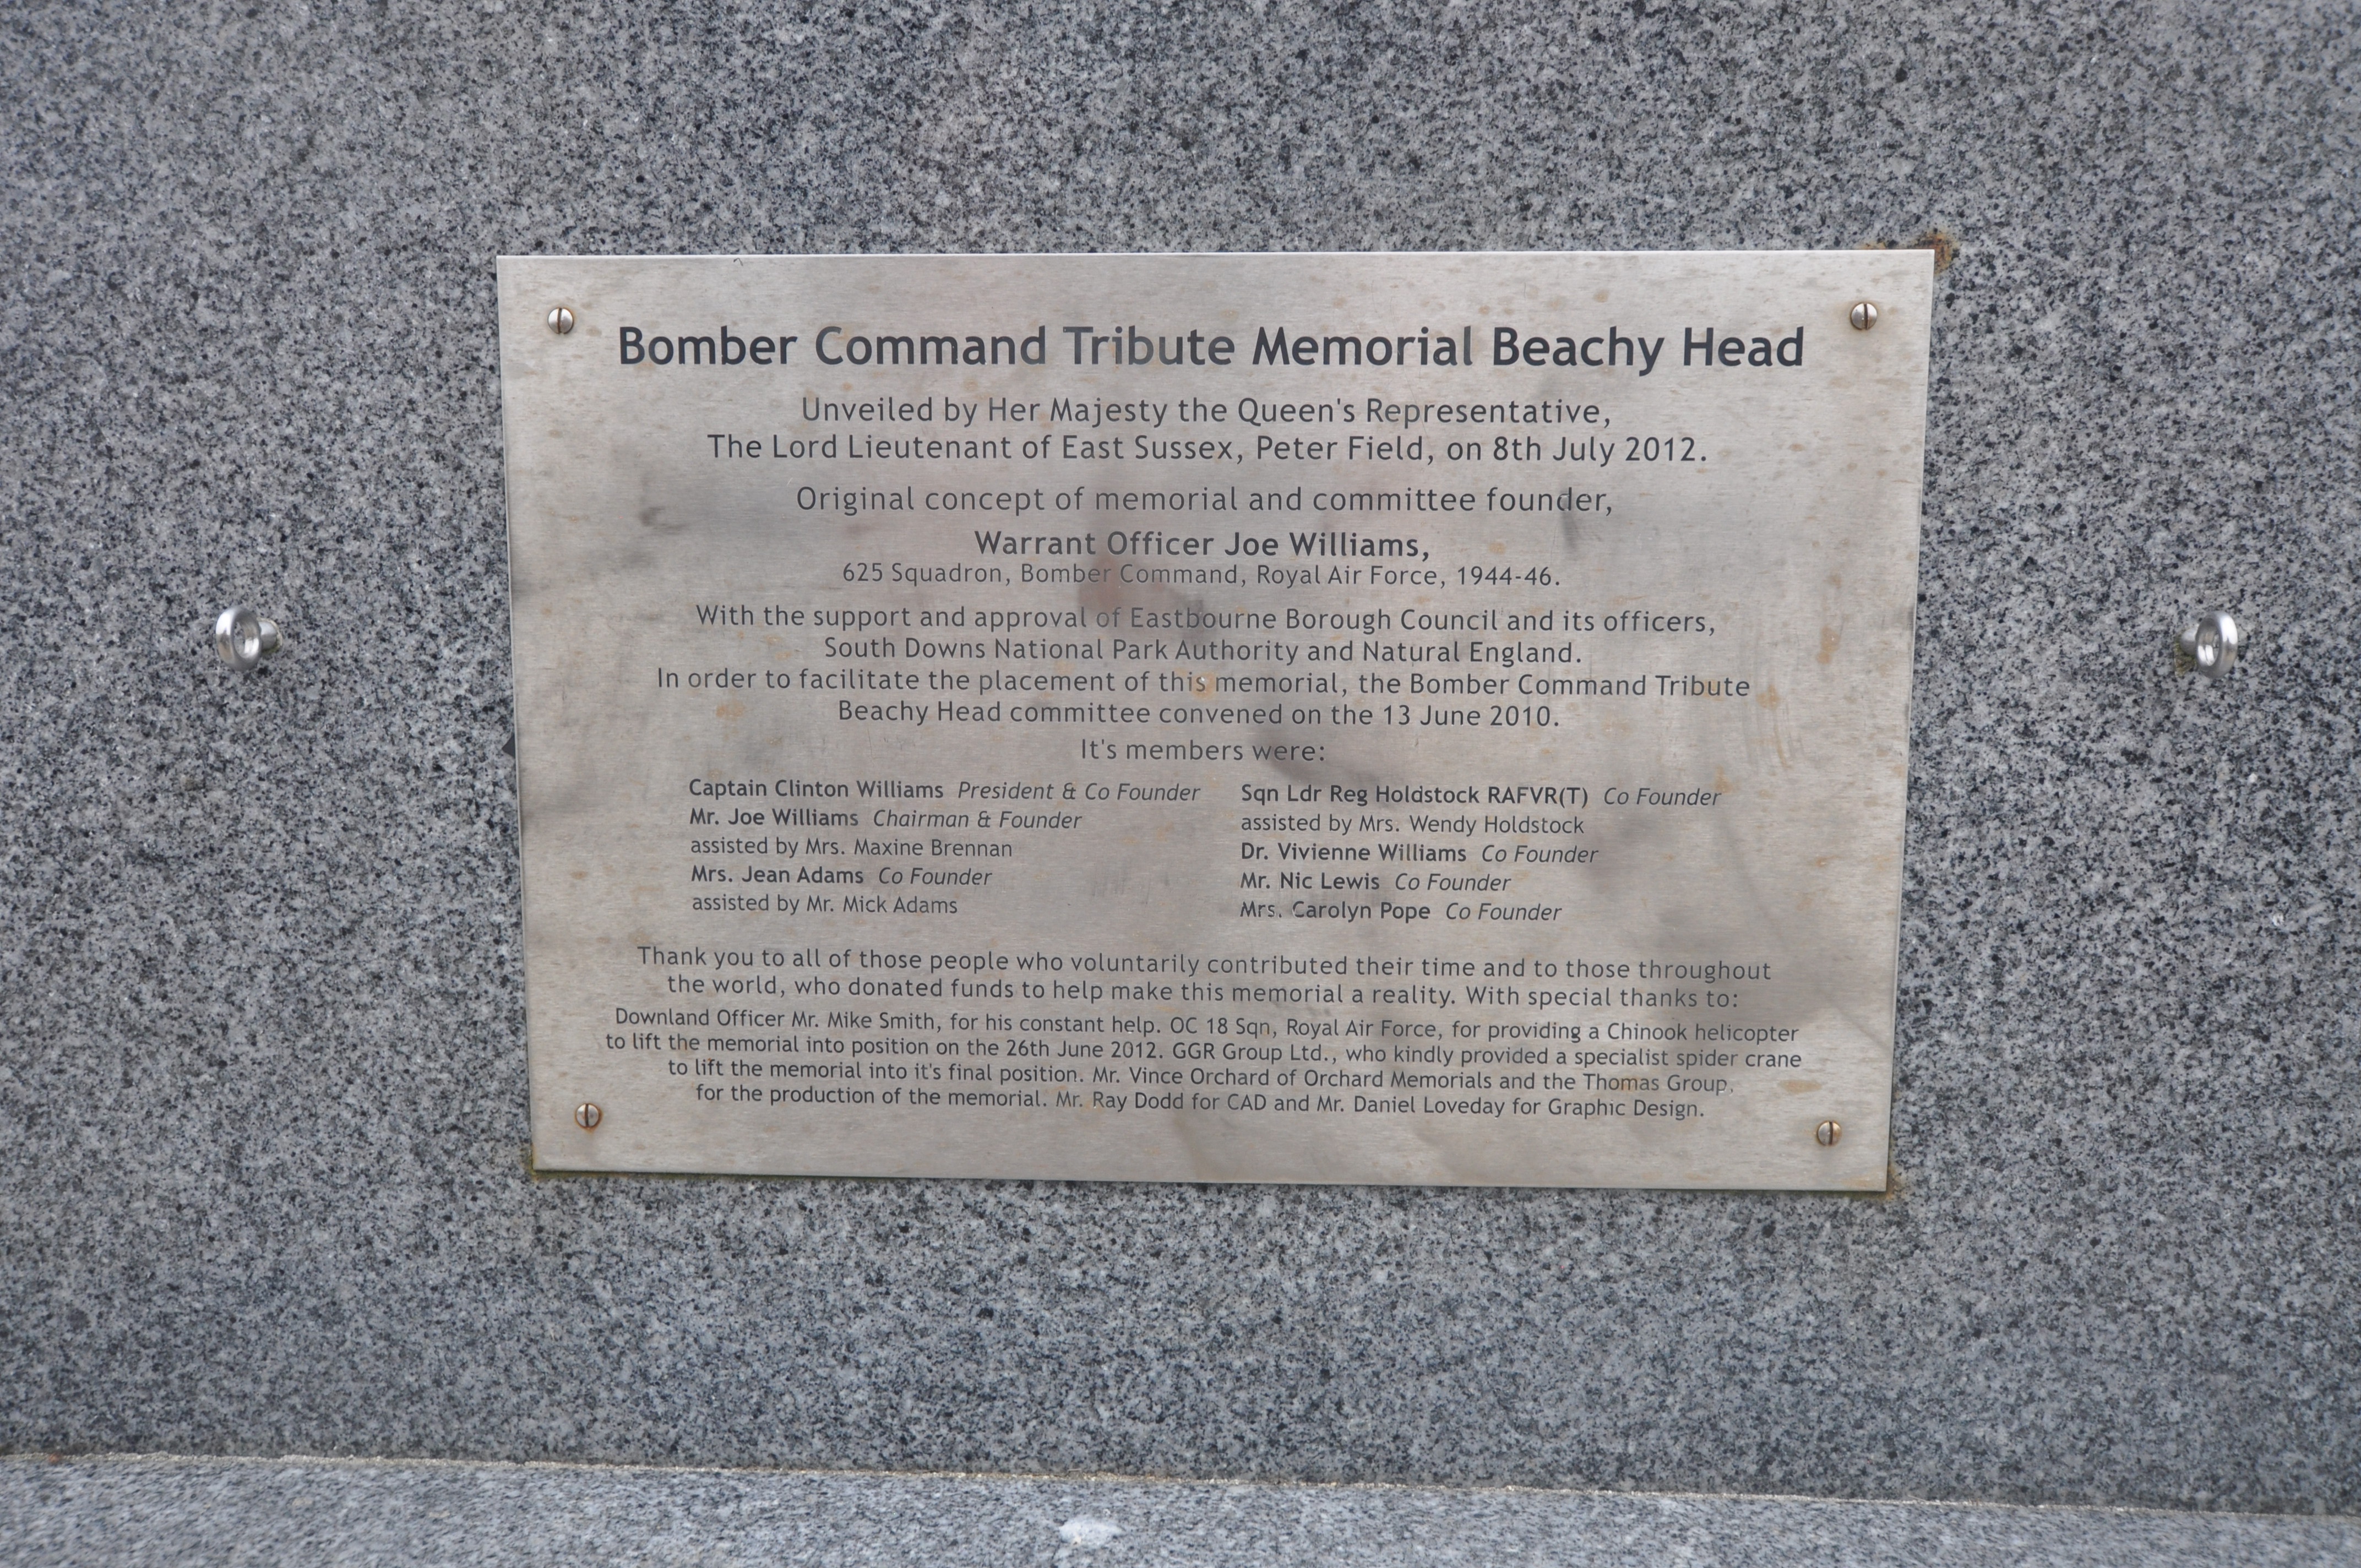 Bomber Command Tribute Memorial Beachy Head
Unveiled by Her Majesty the Queen's Representative,
The Lord Lieutenant of East Sussex, Peter Field, on 8th July 2012.
Original concept of memorial and committee founder,
Warrant Officer Joe Williams,
625 Squadron, Bomber Command, Royal Air Force, 1944-46.
With the support and approval of Eastbourne Borough Council and its officers,
South Downs National Park Authority and Natural England.
In order to facilitate the placement of this memorial, the Bomber Command Tribute
Beachy Head committee convened on the 13 June 2010.
It's members were:
Captain Clinton Williams President & Co Founder
Mr. Joe Williams Chairman & Founder
assisted by Mrs. Maxine Brennan
Mrs. Jean Adams Co Founder
assisted by Mr. Mick Adams
Sqn Ldr Reg Holdstock RAFVR(T) Co Founder
assisted by Mrs. Wendy Holdstock
Dr. Vivienne Williams Co Founder
Mr. Nic Lewis Co Founder
Mrs. Carolyn Pope Co Founder
Thank you to all of those people who voluntarily contributed their time and to those throughout
the world, who donated funds to help make this memorial a reality. With special thanks to:
Downland Officer Mr. Mike Smith, for his constant help. OC 18 Sqn, Royal Air Force, for providing a Chinook helicopter
to lift the memorial into position on the 26th June 2012. GGR Group Ltd., who kindly provided a specialist spider crane
to lift the memorial into it's final position. Mr. Vince Orchard of Orchard Memorials and the Thomas Group,
for the production of the memorial. Mr. Ray Dodd for CAD and Mr. Daniel Loveday for Graphic Design.